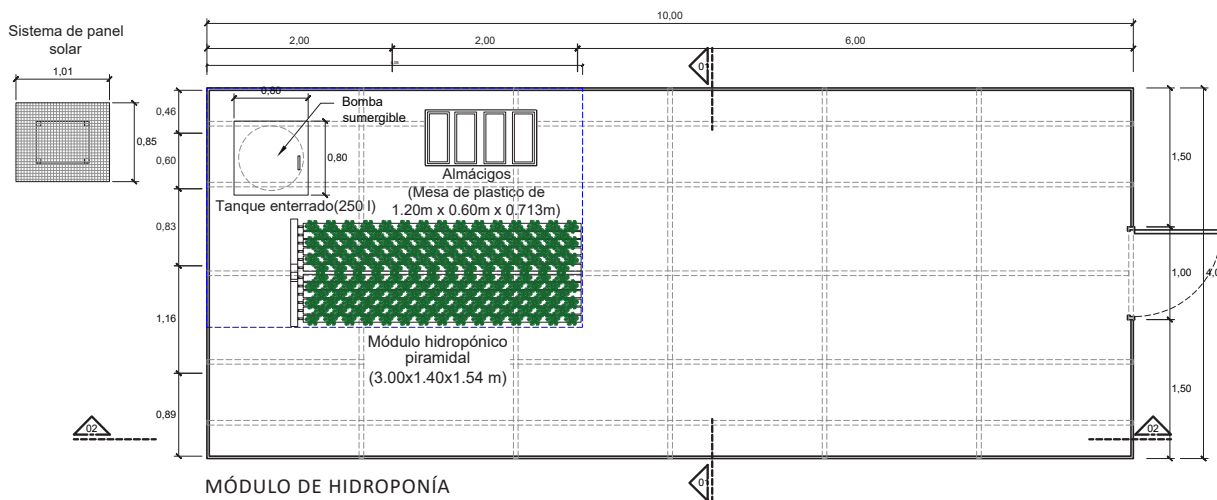 10,00
Sistema de panel
solar
2,00
2,00
6,00
1,01
01
0,80
Bomba
sumergible
0,46
0,85
0,60
0,80
1,50
Almácigos
(Mesa de plastico de
1.20m x 0.60m x 0.713m)
Tanque enterrado(250 l)
0,83
1,00
4,0
1,16
Módulo hidropónico
piramidal
(3.00x1.40x1.54 m)
1,50
0,89
02
02
01
MÓDULO DE HIDROPONÍA